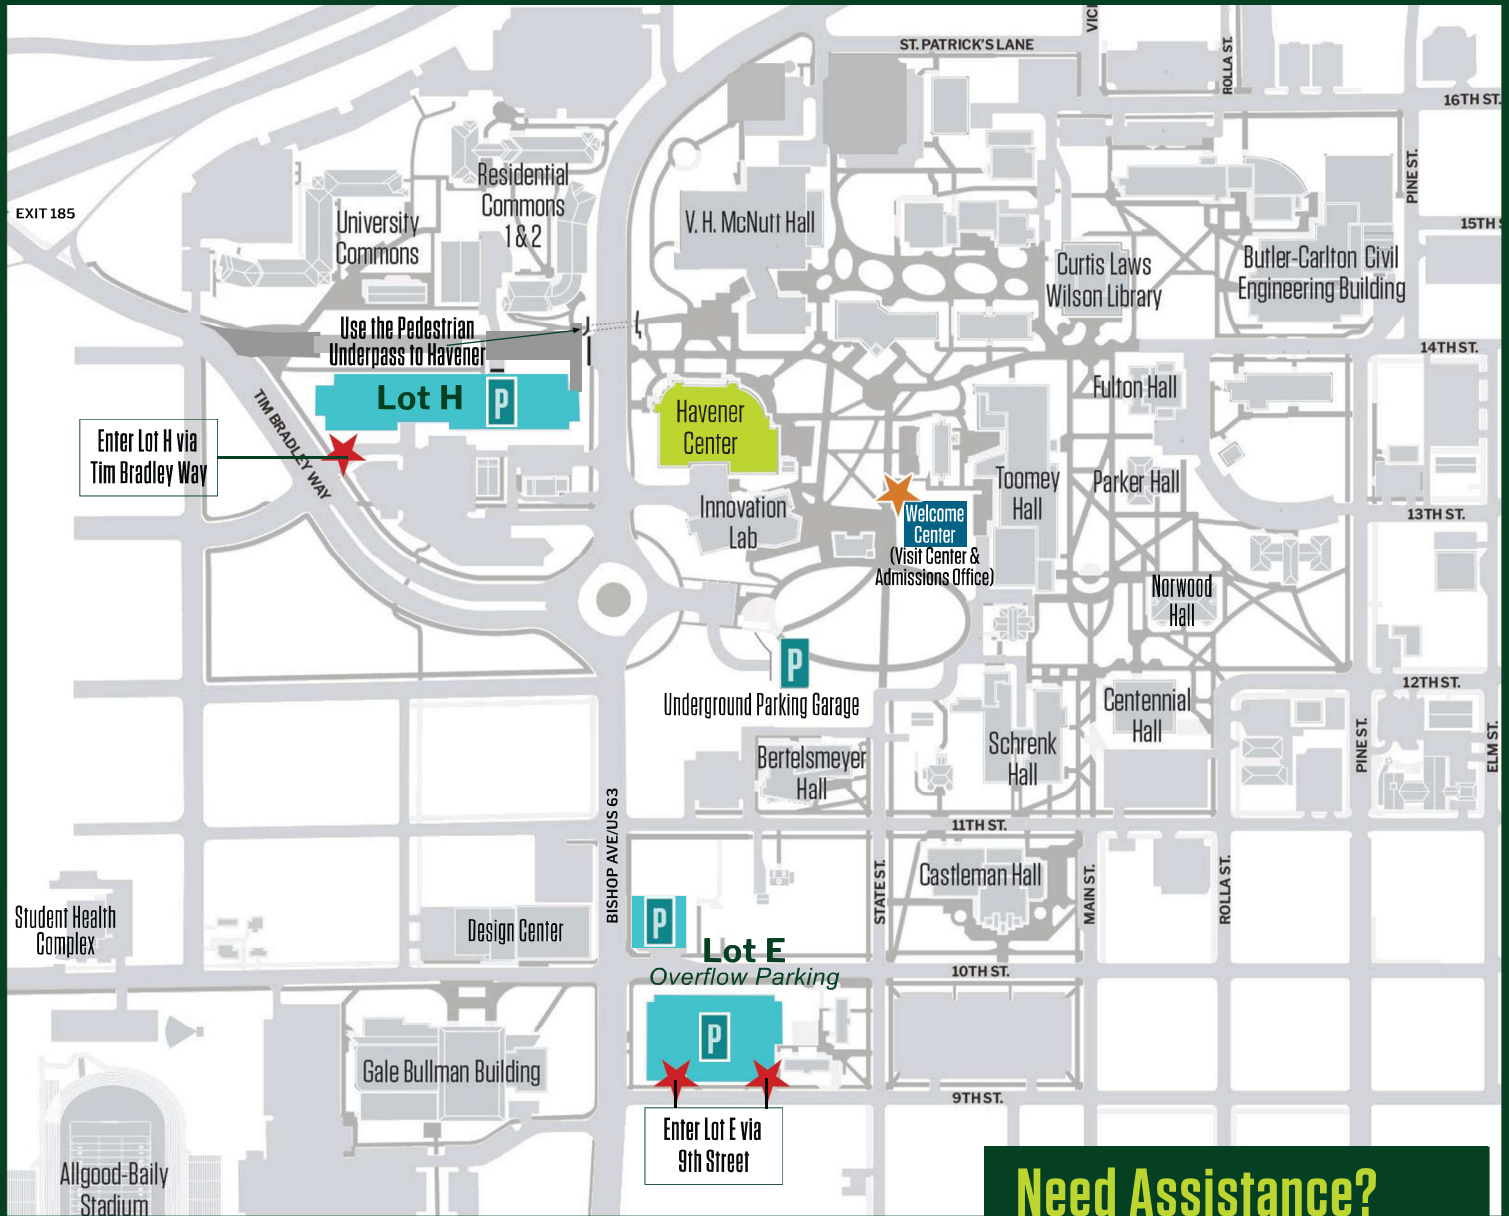 VICI
ST. PATRICK'S LANE
ROLLA ST.
16TH ST.
PINE ST.
EXIT 185
15TH S
Residential
Commons
1 & 2
University
Commons
V. H. McNutt Hall
Curtis Laws
Wilson Library
Butler-Carlton Civil
Engineering Building
Use the Pedestrian
Underpass to Havener
14TH ST.
Lot H
P
TIM BRADLEY WAY
Enter Lot H via
Tim Bradley Way
Havener
Center
Fulton Hall
Toomey
Hall
Parker Hall
Innovation
Lab
Welcome
Center
(Visit Center &
Admissions Office)
13TH ST.
Norwood
Hall
P
Underground Parking Garage
12TH ST.
Centennial
Hall
Schrenk
Hall
Bertelsmeyer
Hall
PINE ST.
ELM ST.
BISHOP AVE/US 63
11TH ST.
STATE ST.
Castleman Hall
MAIN ST.
ROLLA ST.
Student Health
Complex
Design Center
P
Lot E
Overflow Parking
10TH ST.
P
Gale Bullman Building
9TH ST.
Enter Lot E via
9th Street
Allgood-Baily
Stadium
Need Assistance?